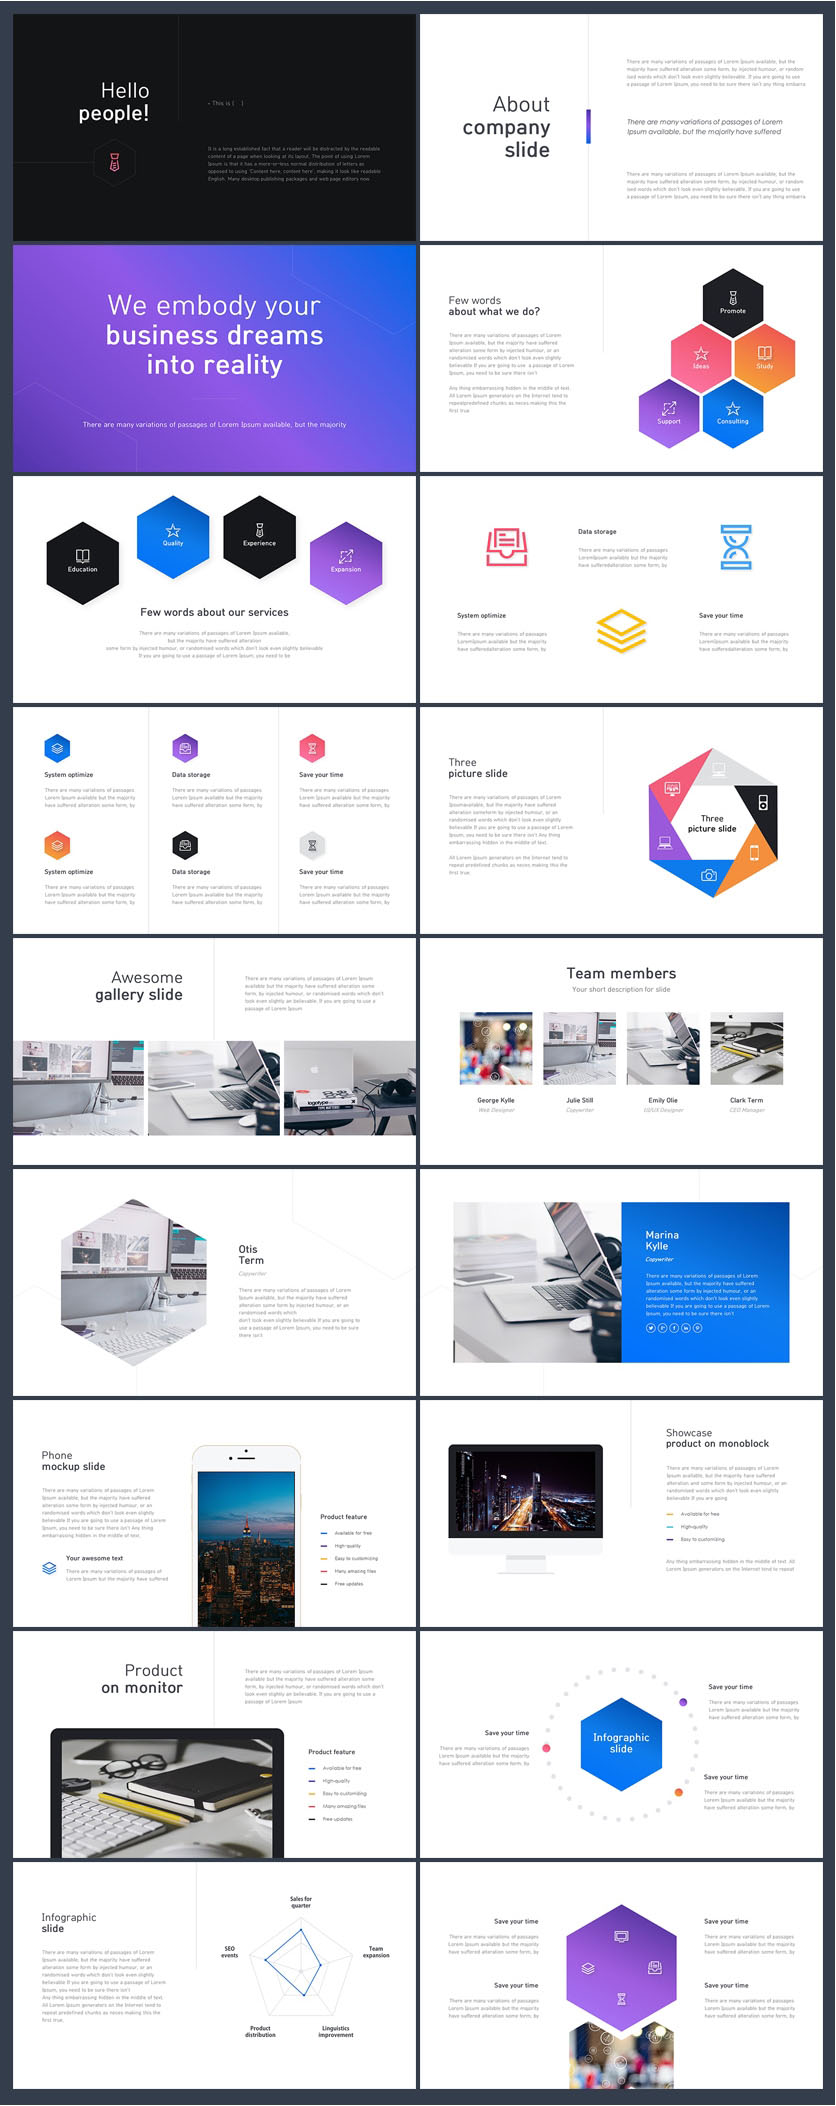 Hello
people!
- This is (    )
It is a long established fact that a reader will be distracted by the readable
content of a page when looking at its layout. The point of using Lorem
Ipsum is that it has a more-or-less normal distribution of letters as
opposed to using 'Content here, content here', making it look like readable
English. Many desktop publishing packages and web page editors now
About
company
slide
There are many variations of passages of Lorem Ipsum available, but the
majority have suffered alteration some form, by injected humour, or random
ised words which don't look even slightly believable. If you are going to use
a passage of Lorem Ipsum, you need to be sure there isn't any thing embarra
There are many variations of passages of Lorem
Ipsum available, but the majority have suffered
There are many variations of passages of Lorem Ipsum available, but the
majority have suffered alteration some form, by injected humour, or random
ised words which don't look even slightly believable. If you are going to use
a passage of Lorem Ipsum, you need to be sure there isn't any thing embarra
We embody your
business dreams
into reality
There are many variations of passages of Lorem Ipsum available, but the majority
Few words
about what we do?
There are many variations of passages of Lorem
Ipsum available, but the majority have suffered
alteration some form, by injected humour, or an
randomised words which don't look even slightly
believable If you are going to use a passage of Lorem
Ipsum, you need to be sure there isn't
Any thing embarrassing hidden in the middle of text.
All Lorem Ipsum generators on the Internet tend to
repeatpredefined chunks as neces making this the
first true
Promote
Ideas
Study
Support
Consulting
Education
Quality
Experience
Expansion
Few words about our services
There are many variations of passages of Lorem Ipsum available,
but the majority have suffered alteration
some form by injected humour, or randomised words which don't look even slightly believable
If you are going to use a passage of Lorem Ipsum, you need to be
Data storage
There are many variations of passages
Lorem Ipsum available but the majority
have sufferedalteration some form, by
System optimize
There are many variations of passages
LoremIpsum available but the majority
have sufferedalteration some form, by
Save your time
There are many variations of passages
Lorem Ipsum available but the majority
have sufferedalteration some form, by
System optimize
There are many variations of passages
Lorem Ipsum available but the majority
have suffered alteration some form, by
Data storage
There are many variations of passages
Lorem Ipsum available but the majority
have suffered alteration some form, by
Save your time
There are many variations of passages
Lorem Ipsum available but the majority
have suffered alteration some form, by
System optimize
There are many variations of passages
Lorem Ipsum available but the majority
have suffered alteration some form, by
Data storage
There are many variations of passages
Lorem Ipsum available but the majority
have suffered alteration some form, by
Save your time
There are many variations of passages
Lorem Ipsum available but the majority
have suffered alteration some form, by
Three
picture slide
There are many variations of passages of Lorem
Ipsumavailable, but the majority have suffered
alteration someform by injected humour, or an
randomised words which don't look even slightly
believable If you are going to use a passage of
Lorem Ipsum, you need to be sure there isn't Any thing
embarrassing hidden in the middle of text.
All Lorem Ipsum generators on the Internet tend to
repeat predefined chunks as neces making this the
first true.
Three
picture slide
Awesome
gallery slide
There are many variations of passages of Lorem Ipsum available
Lorem Ipsum available, but the majority have suffered alteration some
form, by injected humour, or randomised words which don't
look even slightly an believable. If you are going to use a
passage of Lorem Ipsum
logotype
Team members
Your short description for slide
George Kylle
Web Designer
Julie Still
Copywriter
Emily Olie
UI/UX Designer
Clark Term
CEO Manager
Otis
Term
Copywriter
There are many variations of passages of Lorem
Ipsum available, but the majority have suffered
alteration some form by injected humour, or an
randomised words which
don't look even slightly believable If you are going to
use a passage of Lorem Ipsum, you need to be sure
there isn't
Marina
Kylle
Copywriter
There are many variations of passages of Lorem
Ipsum available, but the majority have suffered
alteration some form by injected humour, or an
randomised words which don't look even slightly
believable If you are going to use a passage of Lorem
Ipsum, you need to be sure there isn't
Phone
mockup slide
There are many variations of passages of Lorem
Ipsum available, but the majority have suffered
alteration some form by injected humour, or an
randomised words which don't look even slightly
believable If you are going to use a passage of Lorem
Ipsum, you need to be sure there isn't Any thing
embarrassing hidden in the middle of text.
Your awesome text
There are many variations of passages of
Lorem Ipsum but the majority have suffered
Product feature
Available for free
High-quality
Easy to customizing
Many amazing files
Free updates
Showcase
product on monoblock
There are many variations of passages of Lorem
Ipsum available, but the majority have suffered
alteration and some form by injected humour, or an
randomised words which don't look even slightly
believable If you are going
Available for free
High-quality
Easy to customizing
Any thing embarrassing hidden in the middle of text. All
Lorem Ipsum generators on the Internet tend to repeat
Product
on monitor
There are many variations of passages of Lorem Ipsum
available, but the majority have suffered alteration some
form, by injected humour, or randomised words which don't
look even slightly an believable. If you are going to use a
passage of Lorem Ipsum
Product feature
Available for free
High-quality
Easy to customizing
Many amazing files
Free updates
Save your time
There are many variations of passages
Lorem Ipsum available but the majority
have suffered alteration some form, by
Infographic
slide
Save your time
There are many variations of passages
Lorem Ipsum available but the majority
have suffered alteration some form, by
Save your time
There are many variations of passages
Lorem Ipsum available but the majority
have suffered alteration some form, by
Infographic
slide
There are many variations of passages of Lorem
Ipsum available, but the majority have suffered
alteration some form by injected humour, or an
randomised words which don't look even slightly
believable If you are going to use a passage of
Lorem Ipsum, you need to be sure there isn't
Any thing embarrassing hidden in the middle of text.
All Lorem Ipsum generators on the Internet tend to
repeat predefined chunks as neces making this the
first true,
Sales for
quarter
SEO
events
Team
expansion
Product
distribution
Linguistics
improvement
Save your time
There are many variations of passages
Lorem Ipsum available but the majority
have suffered alteration some form, by
Save your time
There are many variations of passages
Lorem Ipsum available but the majority
have suffered alteration some form, by
Save your time
There are many variations of passages
Lorem Ipsum available but the majority
have suffered alteration some form, by
Save your time
There are many variations of passages
Lorem Ipsum available but the majority
have suffered alteration some form, by